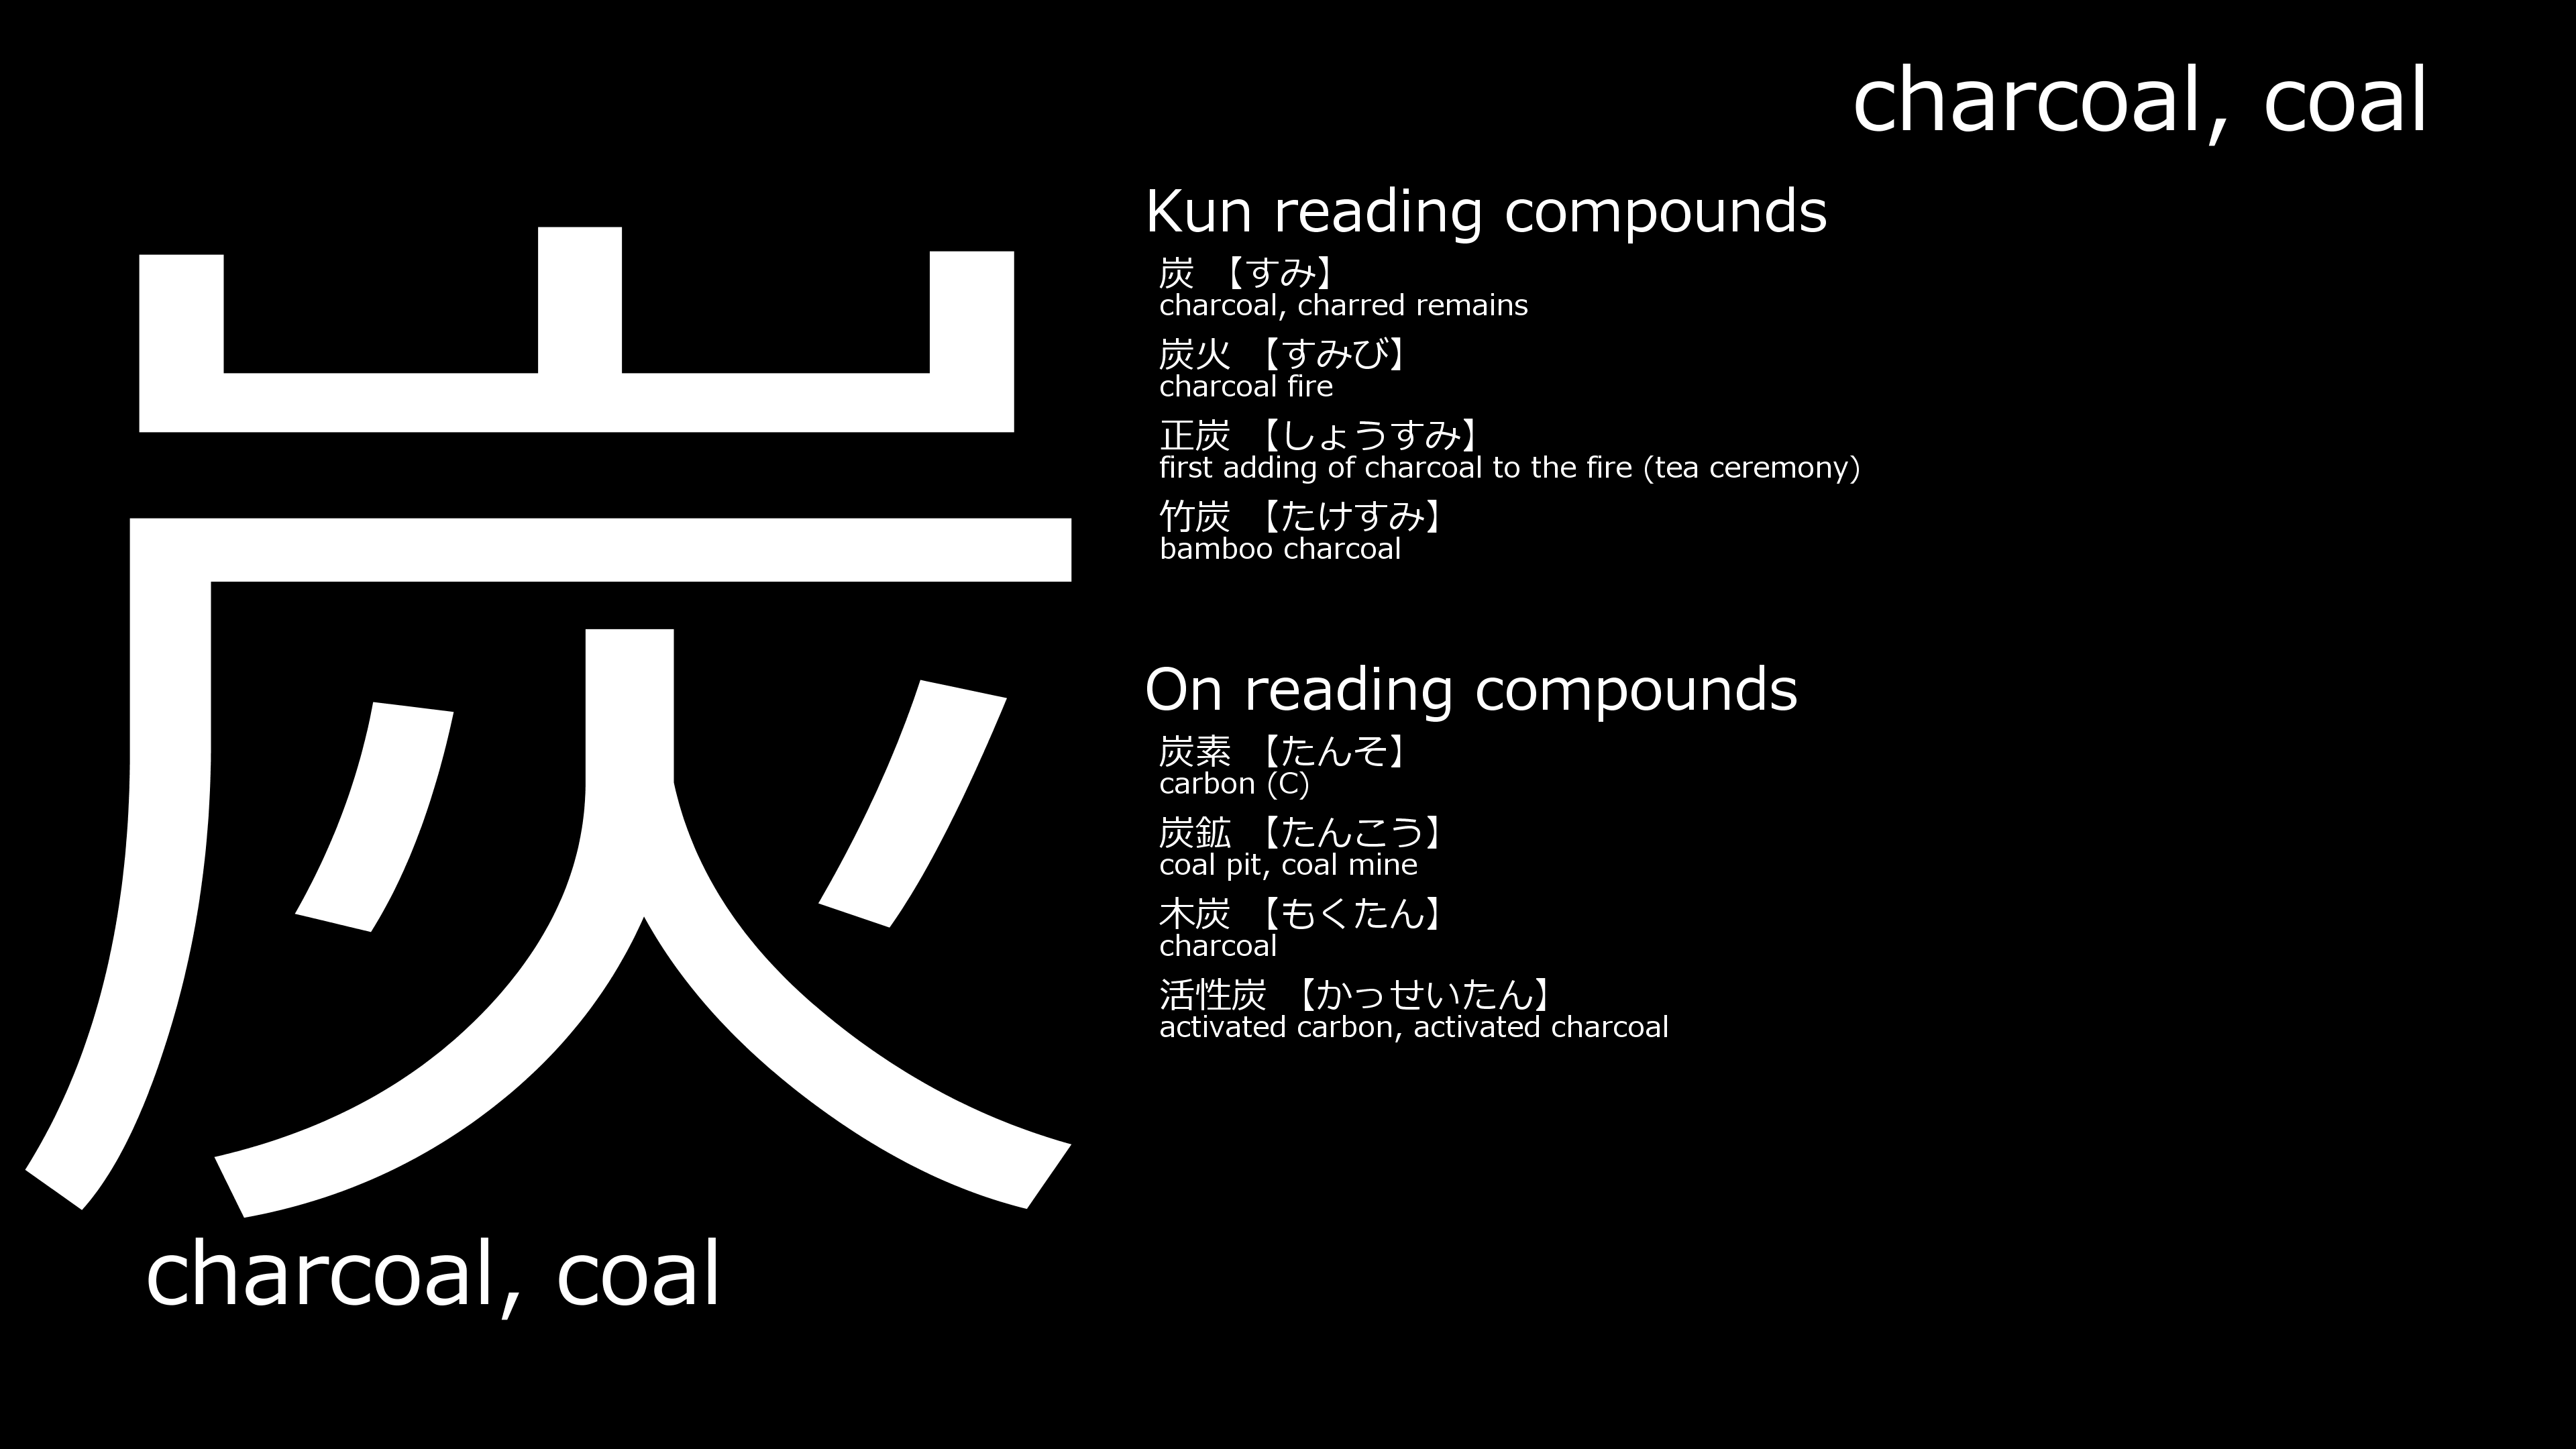 charcoal, coal
炭
charcoal, coal
Kun reading compounds
炭 【すみ】
charcoal, charred remains
炭火 【すみび】
charcoal fire
正炭 【しょうすみ】
first adding of charcoal to the fire (tea ceremony)
竹炭 【たけすみ】
bamboo charcoal
On reading compounds
炭素 【たんそ】
carbon (C)
炭鉱 【たんこう】
coal pit, coal mine
木炭 【もくたん】
charcoal
活性炭 【かっせいたん】
activated carbon, activated charcoal